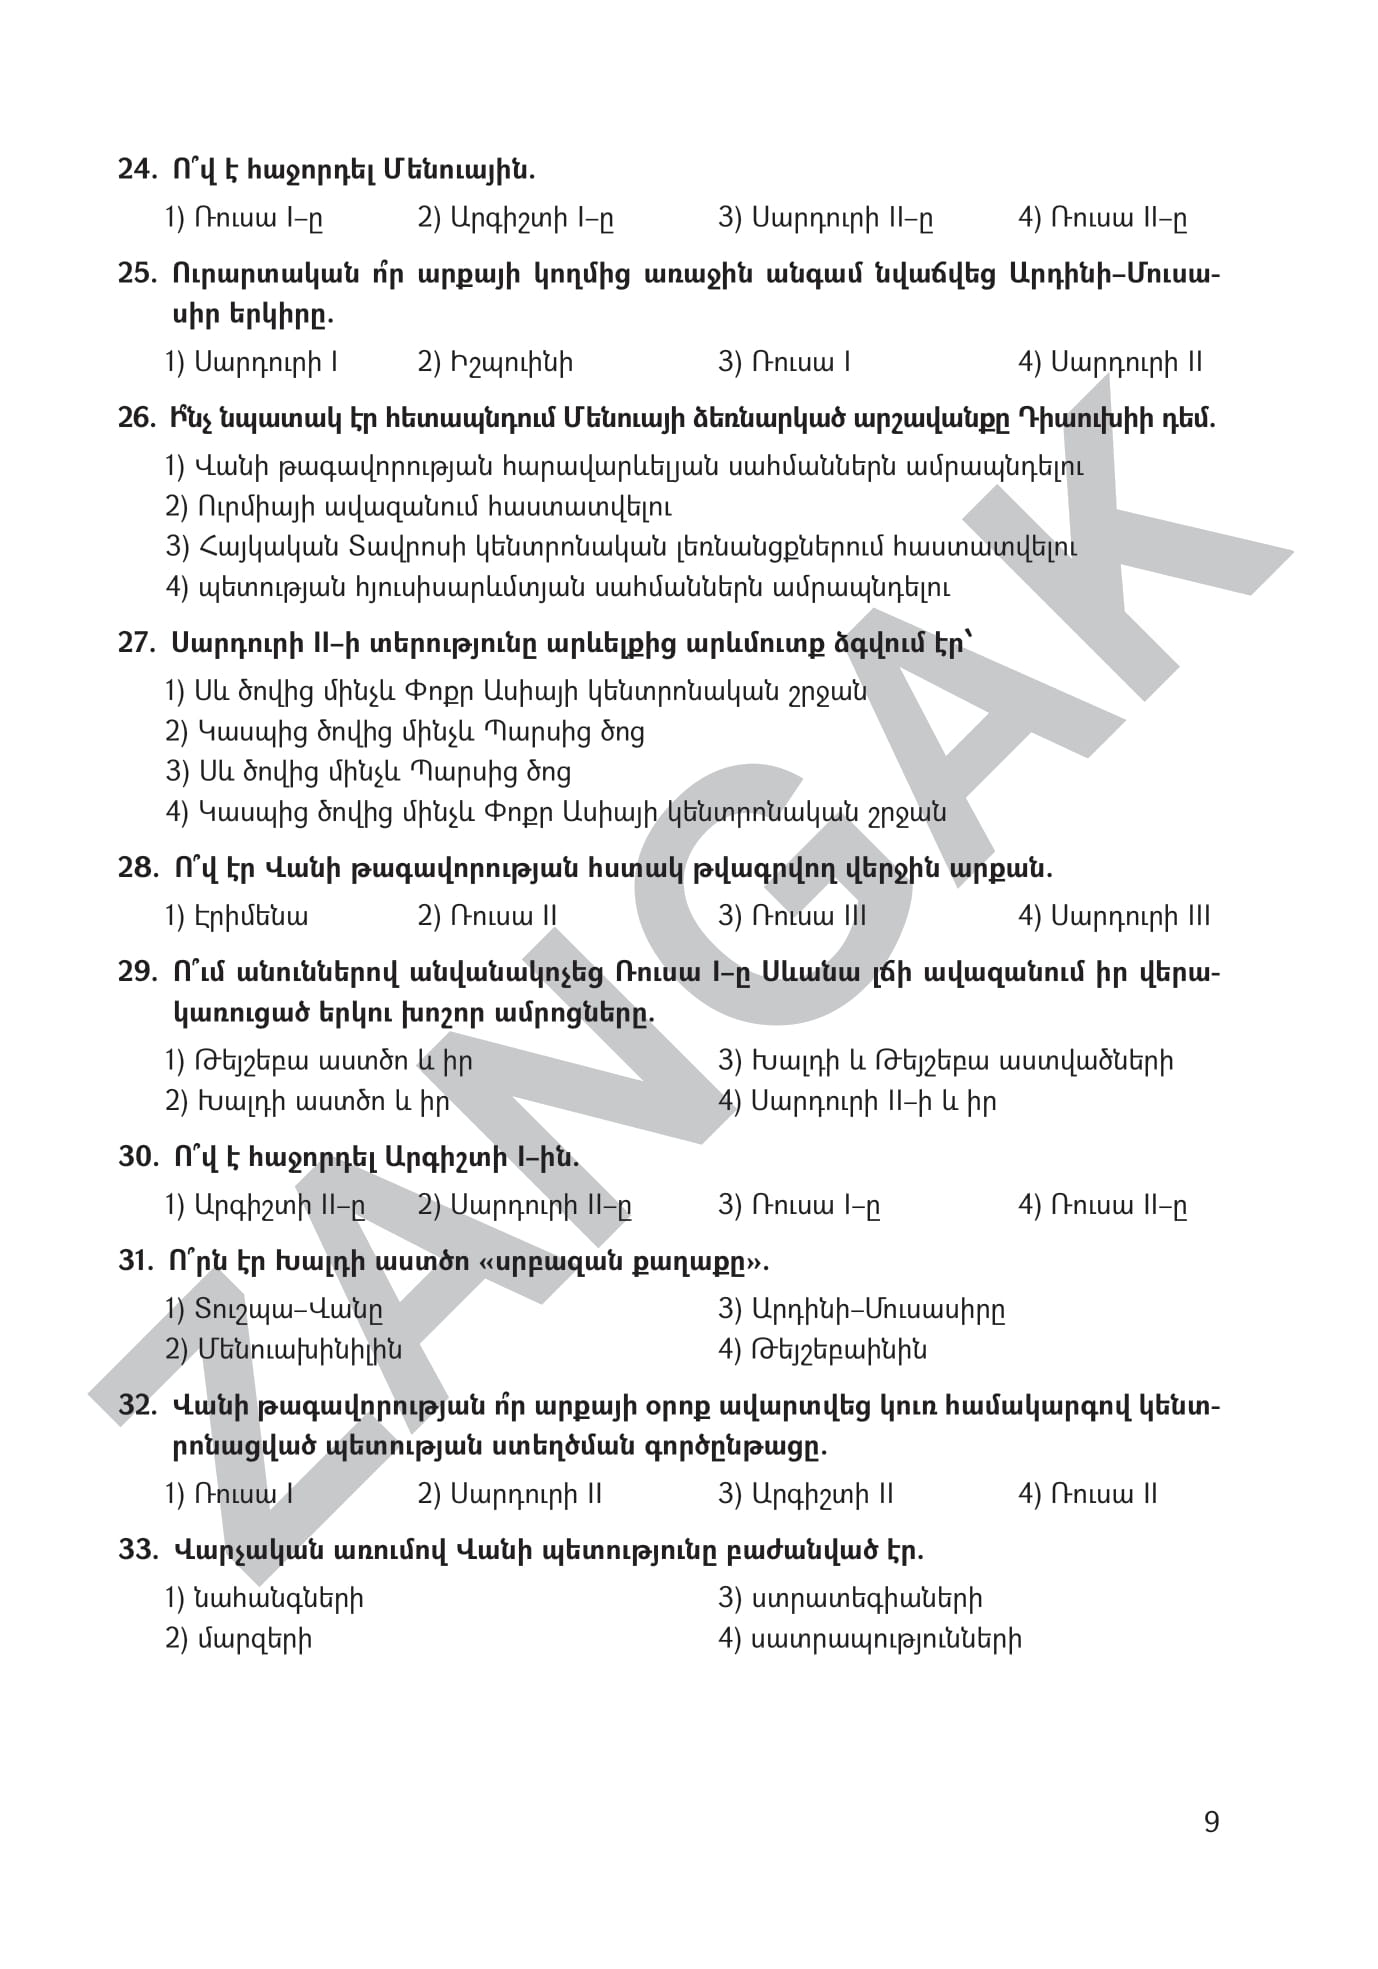 24. Ո՞վ է հաջորդել Մենուային.
1) Ռուսա I–ը 2) Արգիշտի I–ը 3) Սարդուրի II–ը 4) Ռուսա II–ը
25. Ուրարտական ո՞ր արքայի կողմից առաջին անգամ նվաճվեց Արդինի–Մուսա-
սիր երկիրը.
1) Սարդուրի I 2) Իշպուինի 3) Ռուսա I 4) Սարդուրի II
26. Ի՞նչ նպատակ էր հետապնդում Մենուայի ձեռնարկած արշավանքը Դիաուխիի դեմ.
1) Վանի թագավորության հարավարևելյան սահմաններն ամրապնդելու
2) Ուրմիայի ավազանում հաստատվելու
3) Հայկական Տավրոսի կենտրոնական լեռնանցքներում հաստատվելու
4) պետության հյուսիսարևմտյան սահմաններն ամրապնդելու
27. Սարդուրի II–ի տերությունը արևելքից արևմուտք ձգվում էր՝
1) Սև ծովից մինչև Փոքր Ասիայի կենտրոնական շրջան
2) Կասպից ծովից մինչև Պարսից ծոց
3) Սև ծովից մինչև Պարսից ծոց
4) Կասպից ծովից մինչև Փոքր Ասիայի կենտրոնական շրջան
28. Ո՞վ էր Վանի թագավորության հստակ թվագրվող վերջին արքան.
1) Էրիմենա 2) Ռուսա II 3) Ռուսա III 4) Սարդուրի III
29. Ո՞ւմ անուններով անվանակոչեց Ռուսա I–ը Սևանա լճի ավազանում իր վերա-
կառուցած երկու խոշոր ամրոցները.
1) Թեյշեբա աստծո և իր 3) Խալդի և Թեյշեբա աստվածների
2) Խալդի աստծո և իր 4) Սարդուրի II–ի և իր
30. Ո՞վ է հաջորդել Արգիշտի I–ին.
1) Արգիշտի II–ը 2) Սարդուրի II–ը 3) Ռուսա I–ը 4) Ռուսա II–ը
31. Ո՞րն էր Խալդի աստծո «սրբազան քաղաքը».
1) Տուշպա–Վանը 3) Արդինի–Մուսասիրը
2) Մենուախինիլին 4) Թեյշեբաինին
32. Վանի թագավորության ո՞ր արքայի օրոք ավարտվեց կուռ համակարգով կենտ-
րոնացված պետության ստեղծման գործընթացը.
1) Ռուսա I 2) Սարդուրի II 3) Արգիշտի II 4) Ռուսա II
33. Վարչական առումով Վանի պետությունը բաժանված էր.
1) նահանգների 3) ստրատեգիաների
2) մարզերի 4) սատրապությունների
9
ZANGAK